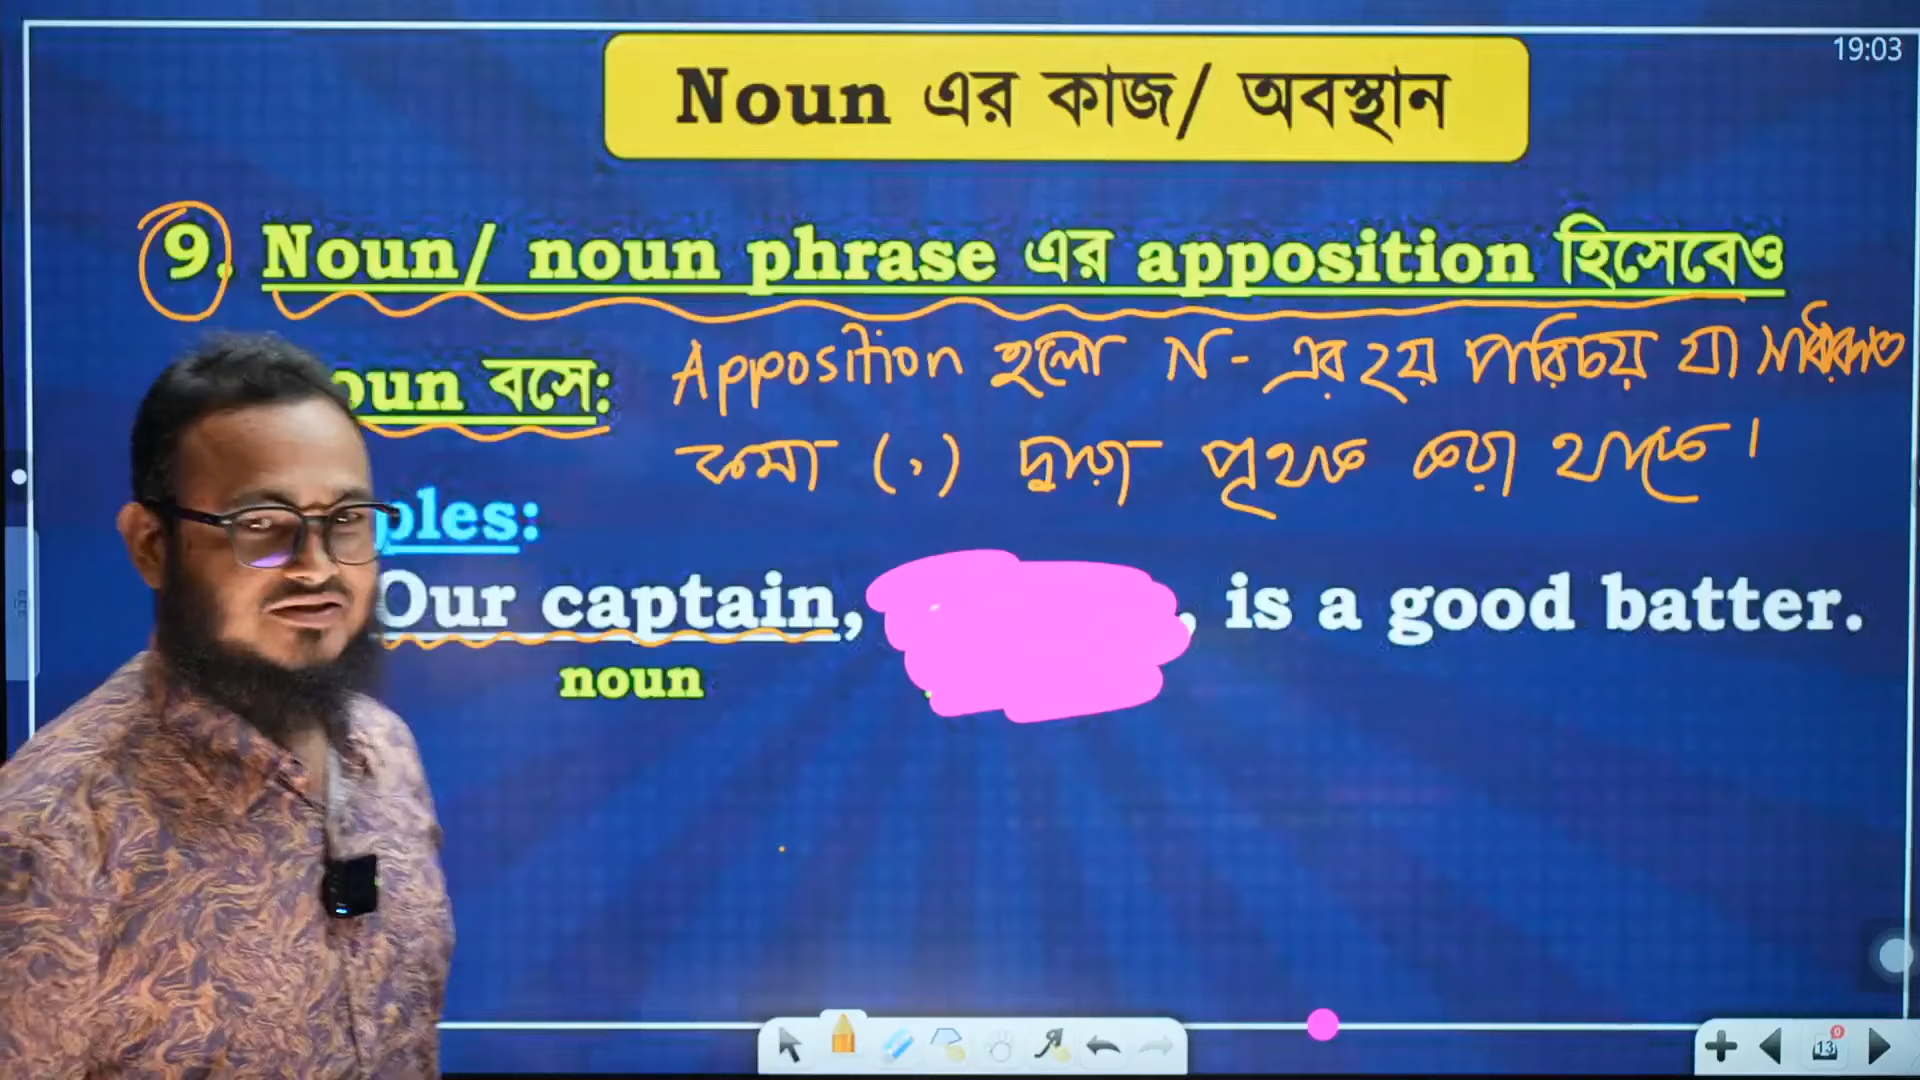 19:03
Noun এর কাজ/ অবস্থান
9. Noun/ noun phrase এর apposition হিসেবেও
oun বসে:
Apposition হলো N - এর ২য় পরিচয় যা
কমা (,) দ্বারা পৃথক করা থাকে।
ples:
Our captain, , is a good batter.
noun
13